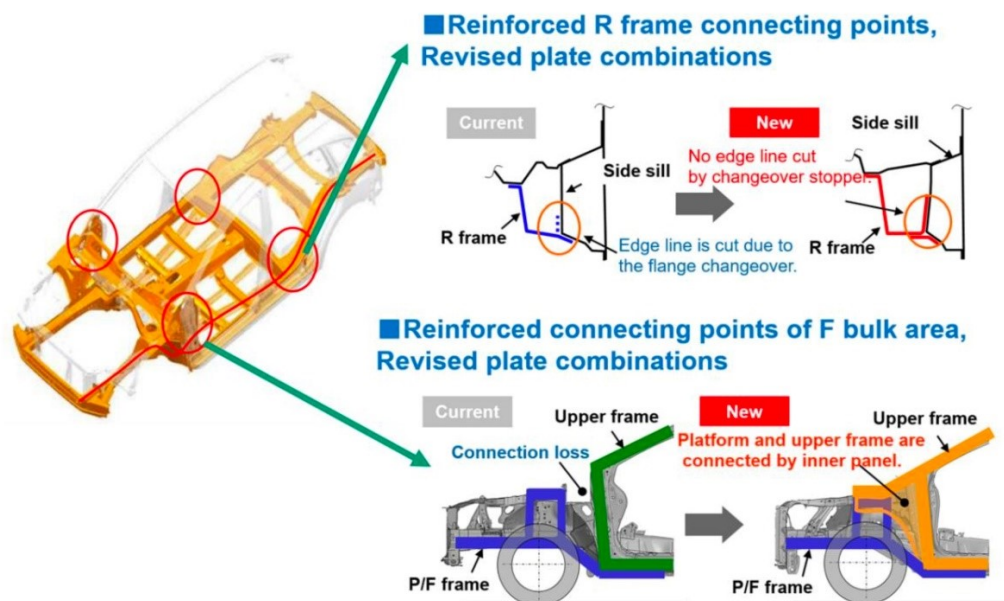 ■Reinforced R frame connecting points,
Revised plate combinations
Current
New
Side sill
No edge line cut
by changeover stopper.
Side sill
R frame
Edge line is cut due to
the flange changeover.
R frame
■Reinforced connecting points of F bulk area,
Revised plate combinations
Current
Upper frame
New
Upper frame
Connection loss
Platform and upper frame are
connected by inner panel.
P/F frame
P/F frame